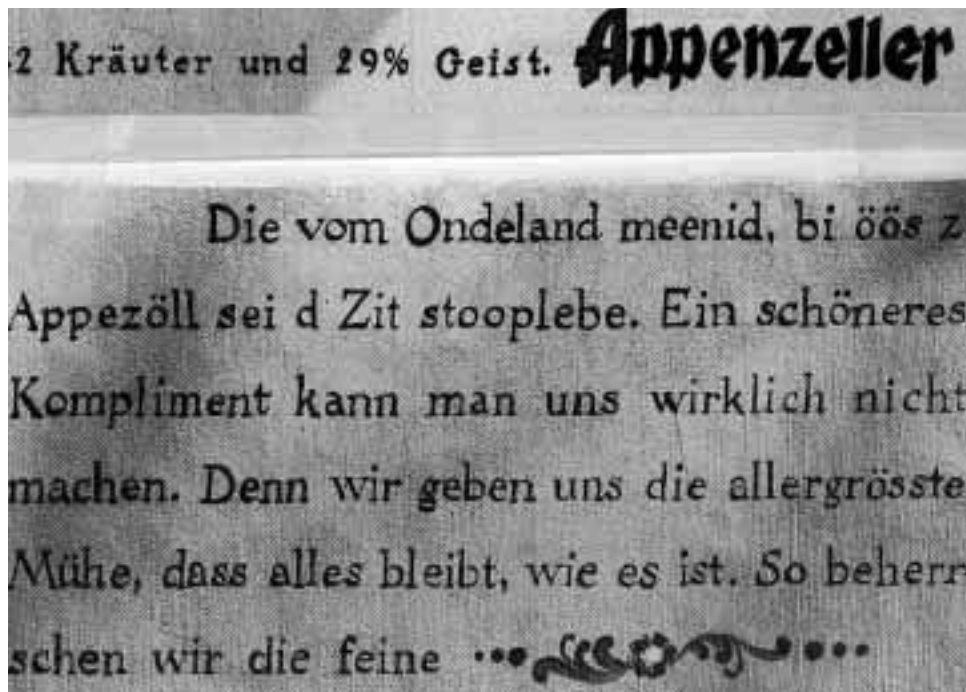 2 Kräuter und 29% Geist. Appenzeller
Die vom Ondeland meenid, bi öös z
Appezöll sei d Zit stooplebe. Ein schöneres
Kompliment kann man uns wirklich nicht
machen. Denn wir geben uns die allergrösste
Mühe, dass alles bleibt, wie es ist. So beherr
schen wir die feine